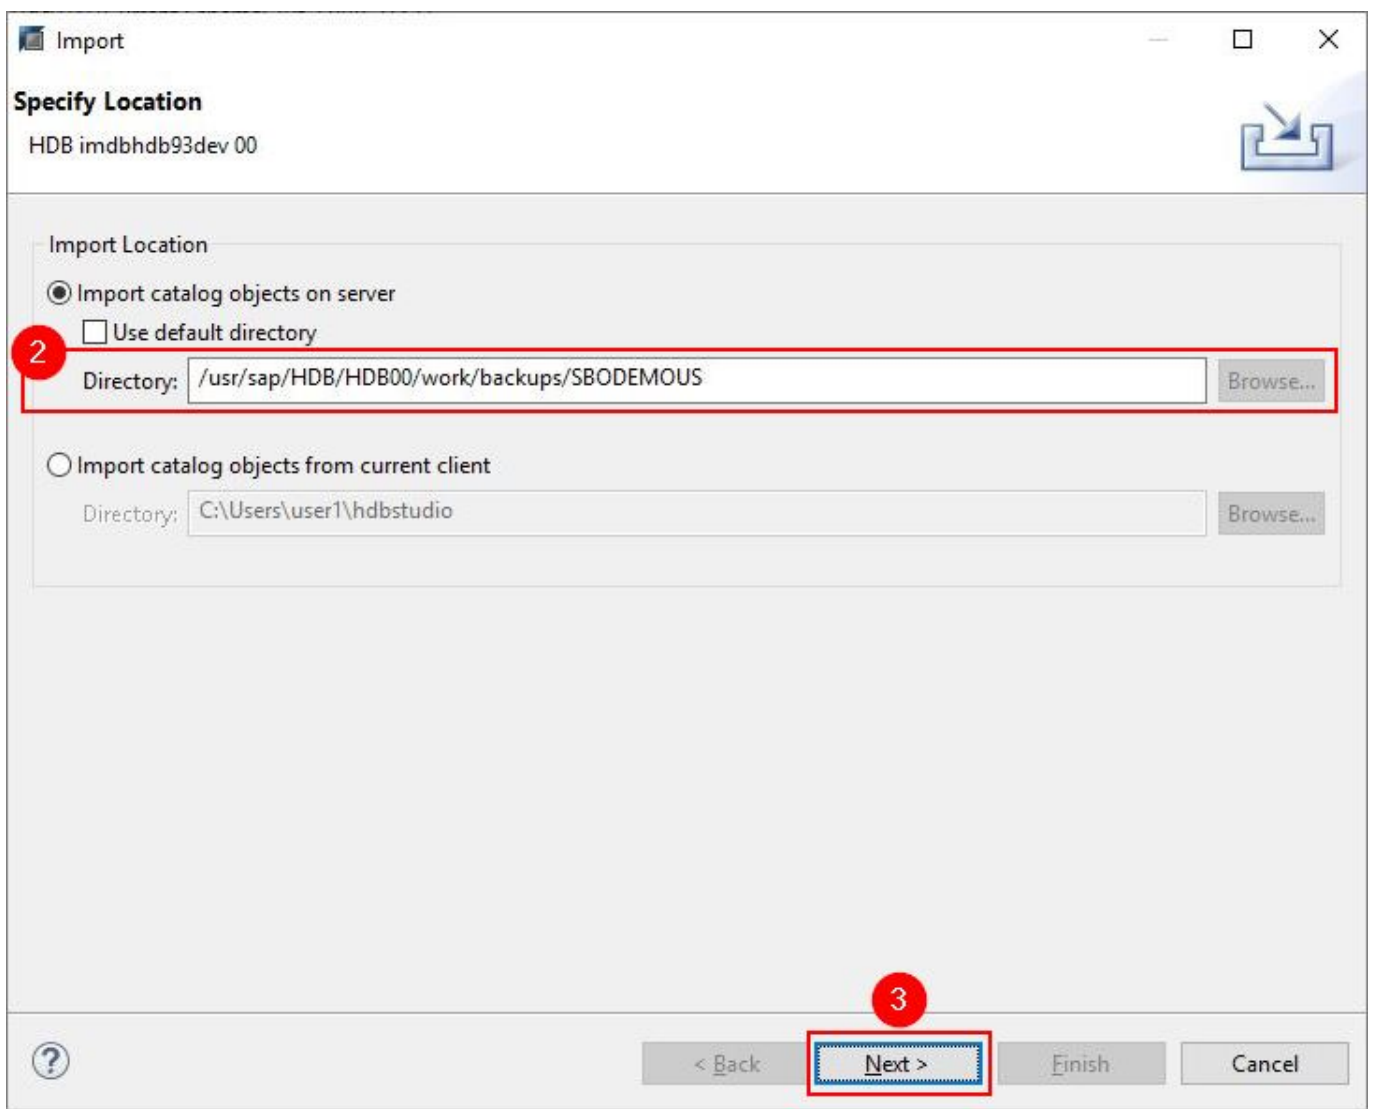 Import
Specify Location
HDB imdbhdb93dev 00
Import Location
Import catalog objects on server
Use default directory
2
Directory: /usr/sap/HDB/HDB00/work/backups/SBODEMOUS Browse...
Import catalog objects from current client
Directory: C:\Users\user1\hdbstudio Browse...
3
? < Back Next > Finish Cancel